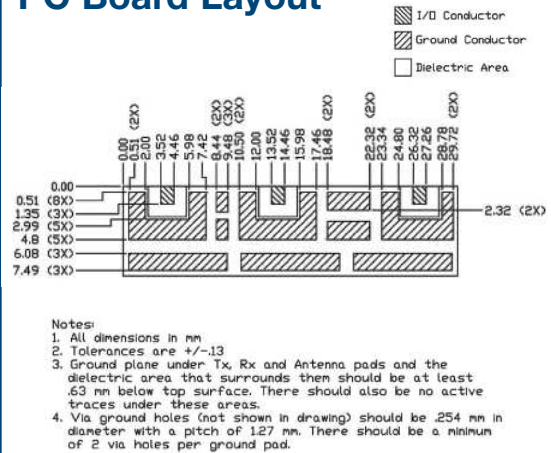 PC Board Layout
I/O Conductor
Ground Conductor
Dielectric Area
0.00
0.51 (2X)
2.00
3.52
4.46
5.98
7.42
8.44 (2X)
9.48 (3X)
10.50 (2X)
12.00
13.52
14.46
15.98
17.46
18.48 (2X)
22.32 (2X)
23.34
24.80
26.32
27.26
28.78
29.72 (2X)
0.00
0.51 (8X)
1.35 (3X)
2.99 (5X)
4.8 (5X)
6.08 (3X)
7.49 (3X)
2.32 (2X)
Notes:
1. All dimensions in mm
2. Tolerances are +/-.13
3. Ground plane under Tx, Rx and Antenna pads and the
dielectric area that surrounds them should be at least
.63 mm below top surface. There should also be no active
traces under these areas.
4. Via ground holes (not shown in drawing) should be .254 mm in
diameter with a pitch of 1.27 mm. There should be a minimum
of 2 via holes per ground pad.